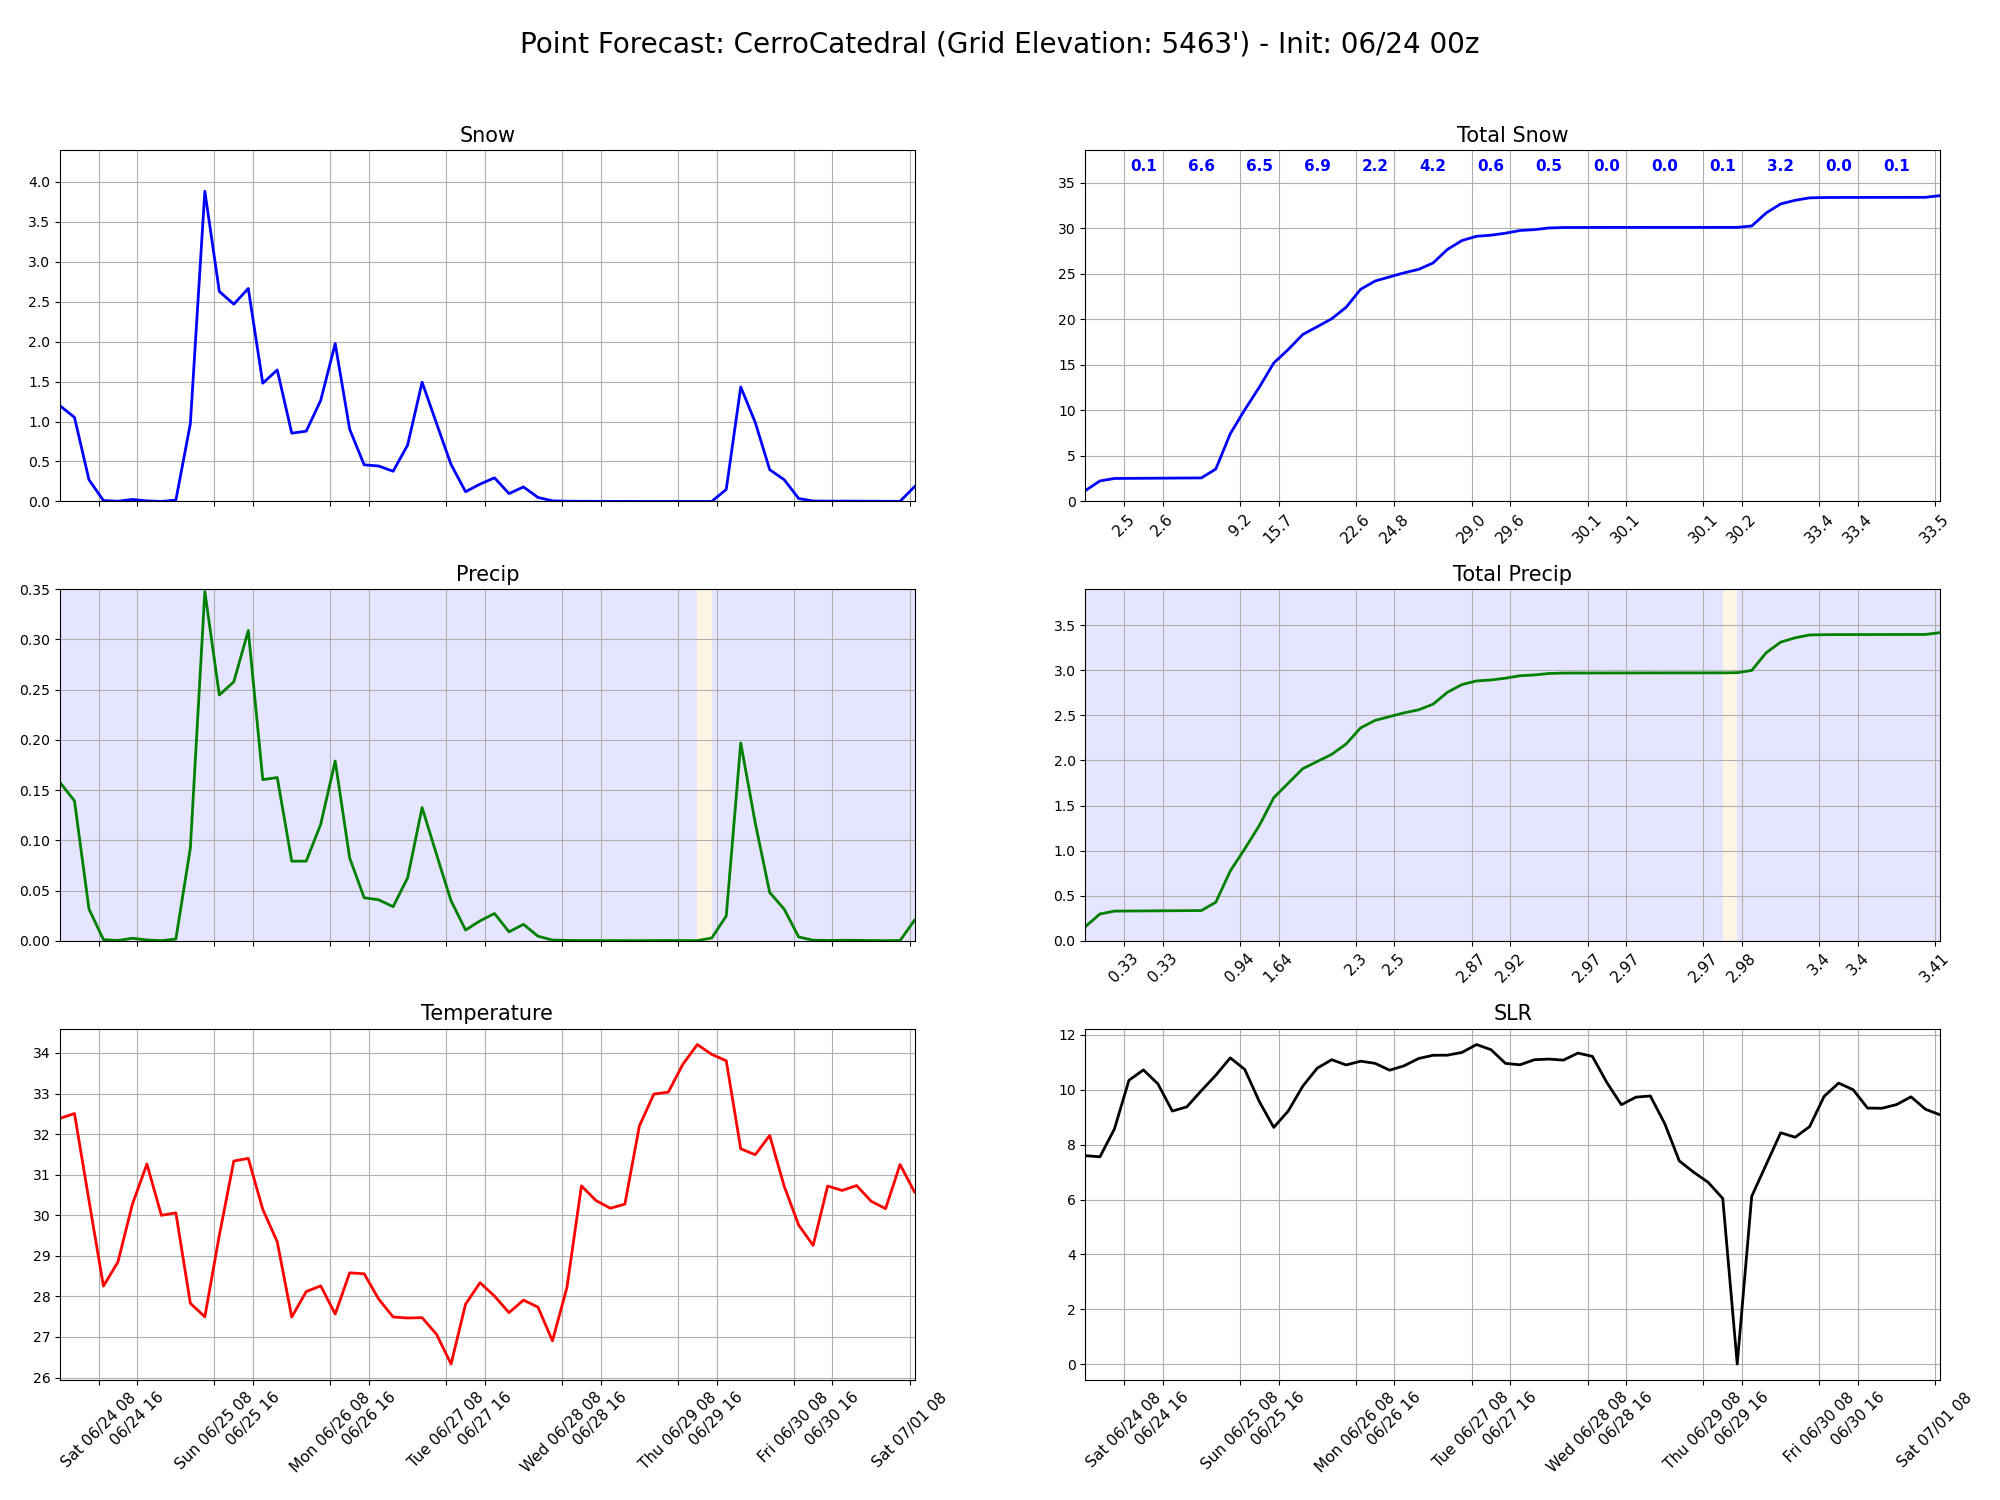 Point Forecast: CerroCatedral (Grid Elevation: 5463') - Init: 06/24 00z
Snow
4.0
3.5
3.0
2.5
2.0
1.5
1.0
0.5
0.0
Total Snow
0.1 6.6 6.5 6.9 2.2 4.2 0.6 0.5 0.0 0.0 0.1 3.2 0.0 0.1
35
30
25
20
15
10
5
0
2.5 2.6 9.2 15.7 22.6 24.8 29.0 29.6 30.1 30.1 30.1 30.2 33.4 33.4 33.5
Precip
0.35
0.30
0.25
0.20
0.15
0.10
0.05
0.00
Total Precip
3.5
3.0
2.5
2.0
1.5
1.0
0.5
0.0
0.33 0.33 0.94 1.64 2.3 2.5 2.87 2.92 2.97 2.97 2.97 2.98 3.4 3.4 3.41
Temperature
34
33
32
31
30
29
28
27
26
Sat 06/24 08
06/24 16
Sun 06/25 08
06/25 16
Mon 06/26 08
06/26 16
Tue 06/27 08
06/27 16
Wed 06/28 08
06/28 16
Thu 06/29 08
06/29 16
Fri 06/30 08
06/30 16
Sat 07/01 08
SLR
12
10
8
6
4
2
0
Sat 06/24 08
06/24 16
Sun 06/25 08
06/25 16
Mon 06/26 08
06/26 16
Tue 06/27 08
06/27 16
Wed 06/28 08
06/28 16
Thu 06/29 08
06/29 16
Fri 06/30 08
06/30 16
Sat 07/01 08